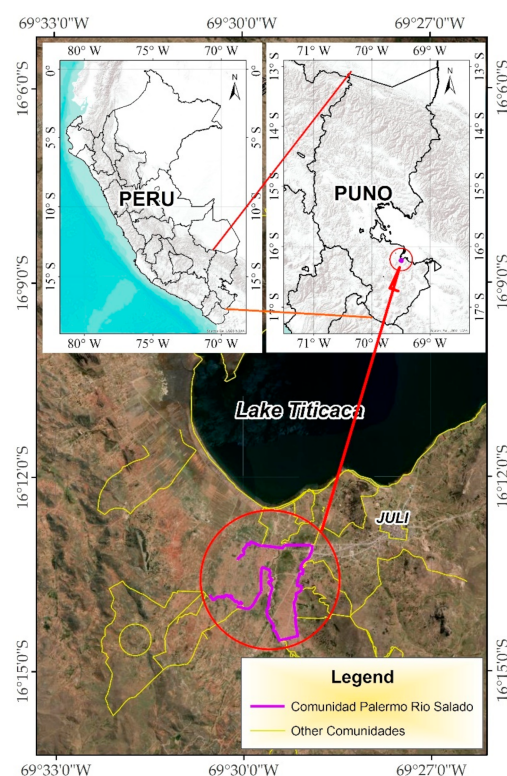 69°33'0"W 69°30'0"W 69°27'0"W
80° W 75° W 70° W
71° W 70° W 69° W
16°6'0"S
16°6'0"S
0°
N
13° S
13° S
N
5° S
5° S
14° S
14° S
PERU
PUNO
10° S
10° S
15° S
15° S
15° S
15° S
16° S
16° S
17° S
17° S
80° W 75° W 70° W
71° W 70° W 69° W
16°9'0"S
16°9'0"S
Lake Titicaca
16°12'0"S
16°12'0"S
JULI
16°15'0"S
16°15'0"S
Legend
Comunidad Palermo Rio Salado
Other Comunidades
69°33'0"W 69°30'0"W 69°27'0"W